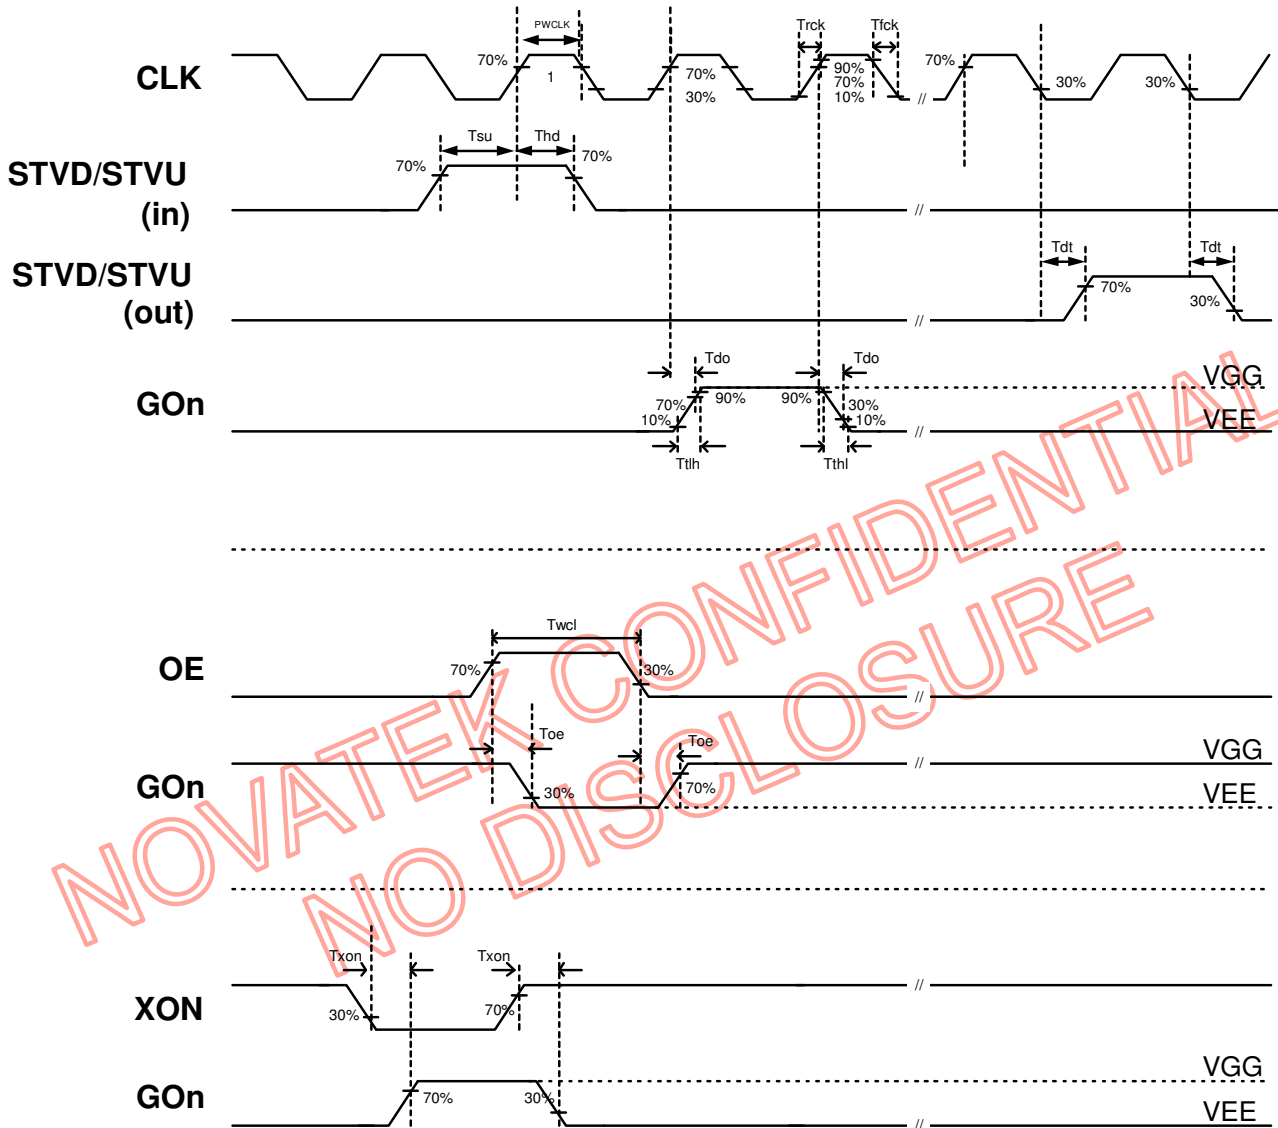 PWCLK
Trck
Tfck
CLK
70%
1
70%
30%
90%
70%
10%
70%
30%
30%
//
Tsu
Thd
STVD/STVU
(in)
70%
70%
//
Tdt
Tdt
STVD/STVU
(out)
70%
30%
//
Tdo
Tdo
VGG
GOn
70%
90%
90%
30%
10%
10%
VEE
//
Ttlh
Tthl
Twcl
OE
70%
30%
//
Toe
Toe
VGG
//
GOn
30%
70%
VEE
Txon
Txon
XON
30%
70%
//
VGG
GOn
70%
30%
VEE
//
NOVATEK CONFIDENTIAL
NO DISCLOSURE